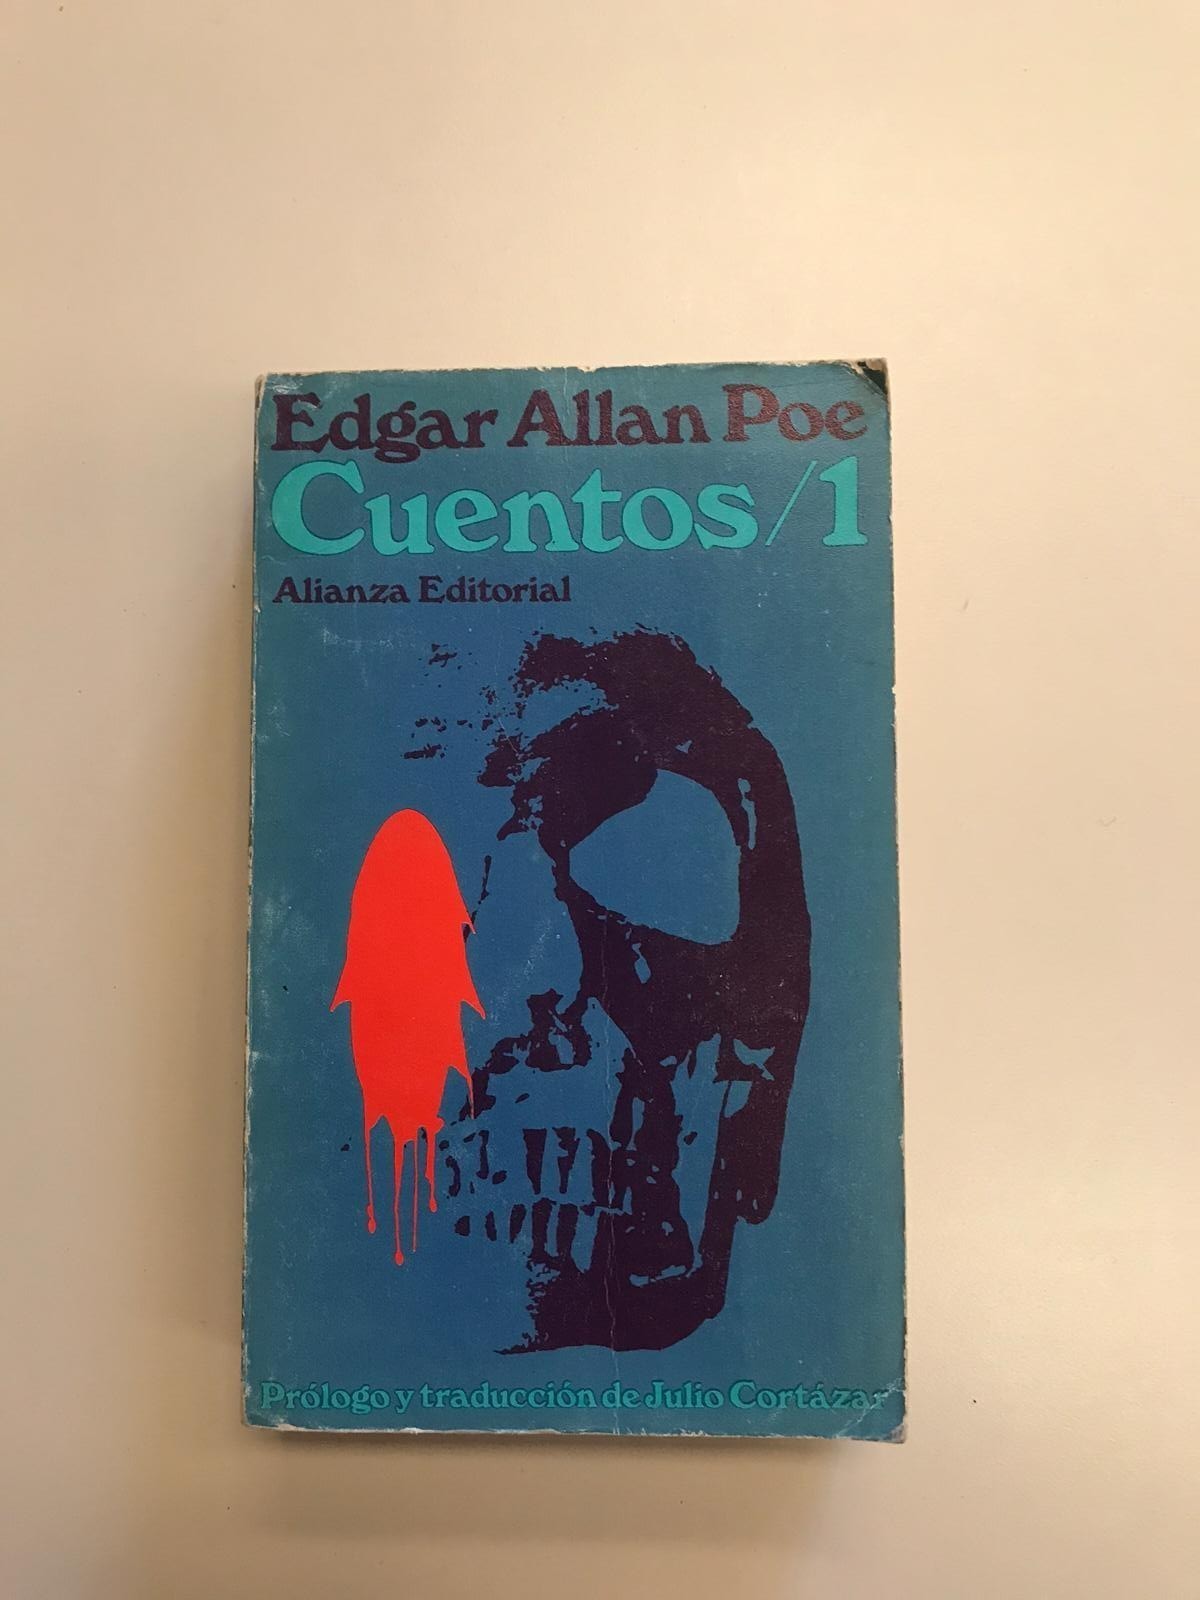 Edgar Allan Poe
Cuentos/1
Alianza Editorial
Prólogo y traducción de Julio Cortázar